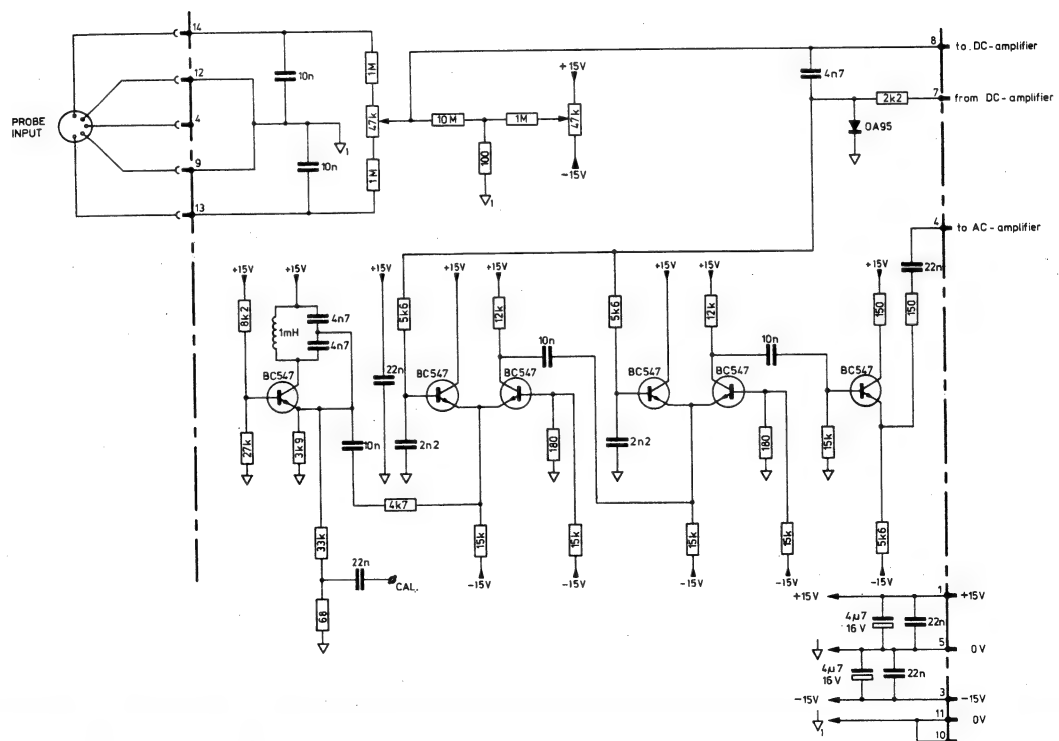 14
8
to DC-amplifier
1M
10n
4n7
12
+15V
7
from DC-amplifier
2k2
PROBE
INPUT
4
47k
10M
1M
47k
OA95
1
100
9
10n
1M
-15V
1
13
4
to AC-amplifier
22n
+15V
+15V
+15V
+15V
+15V
+15V
+15V
+15V
8k2
4n7
1mH
4n7
5k6
12k
5k6
12k
150
150
10n
10n
BC547
22n
BC547
BC547
BC547
BC547
BC547
27k
3k9
10n
2n2
180
2n2
180
15k
4k7
33k
15k
15k
15k
15k
5k6
22n
CAL.
-15V
-15V
-15V
-15V
-15V
68
+15V
1
+15V
4µ7
16V
22n
5
0V
4µ7
16V
22n
-15V
3
-15V
11
0V
1
10